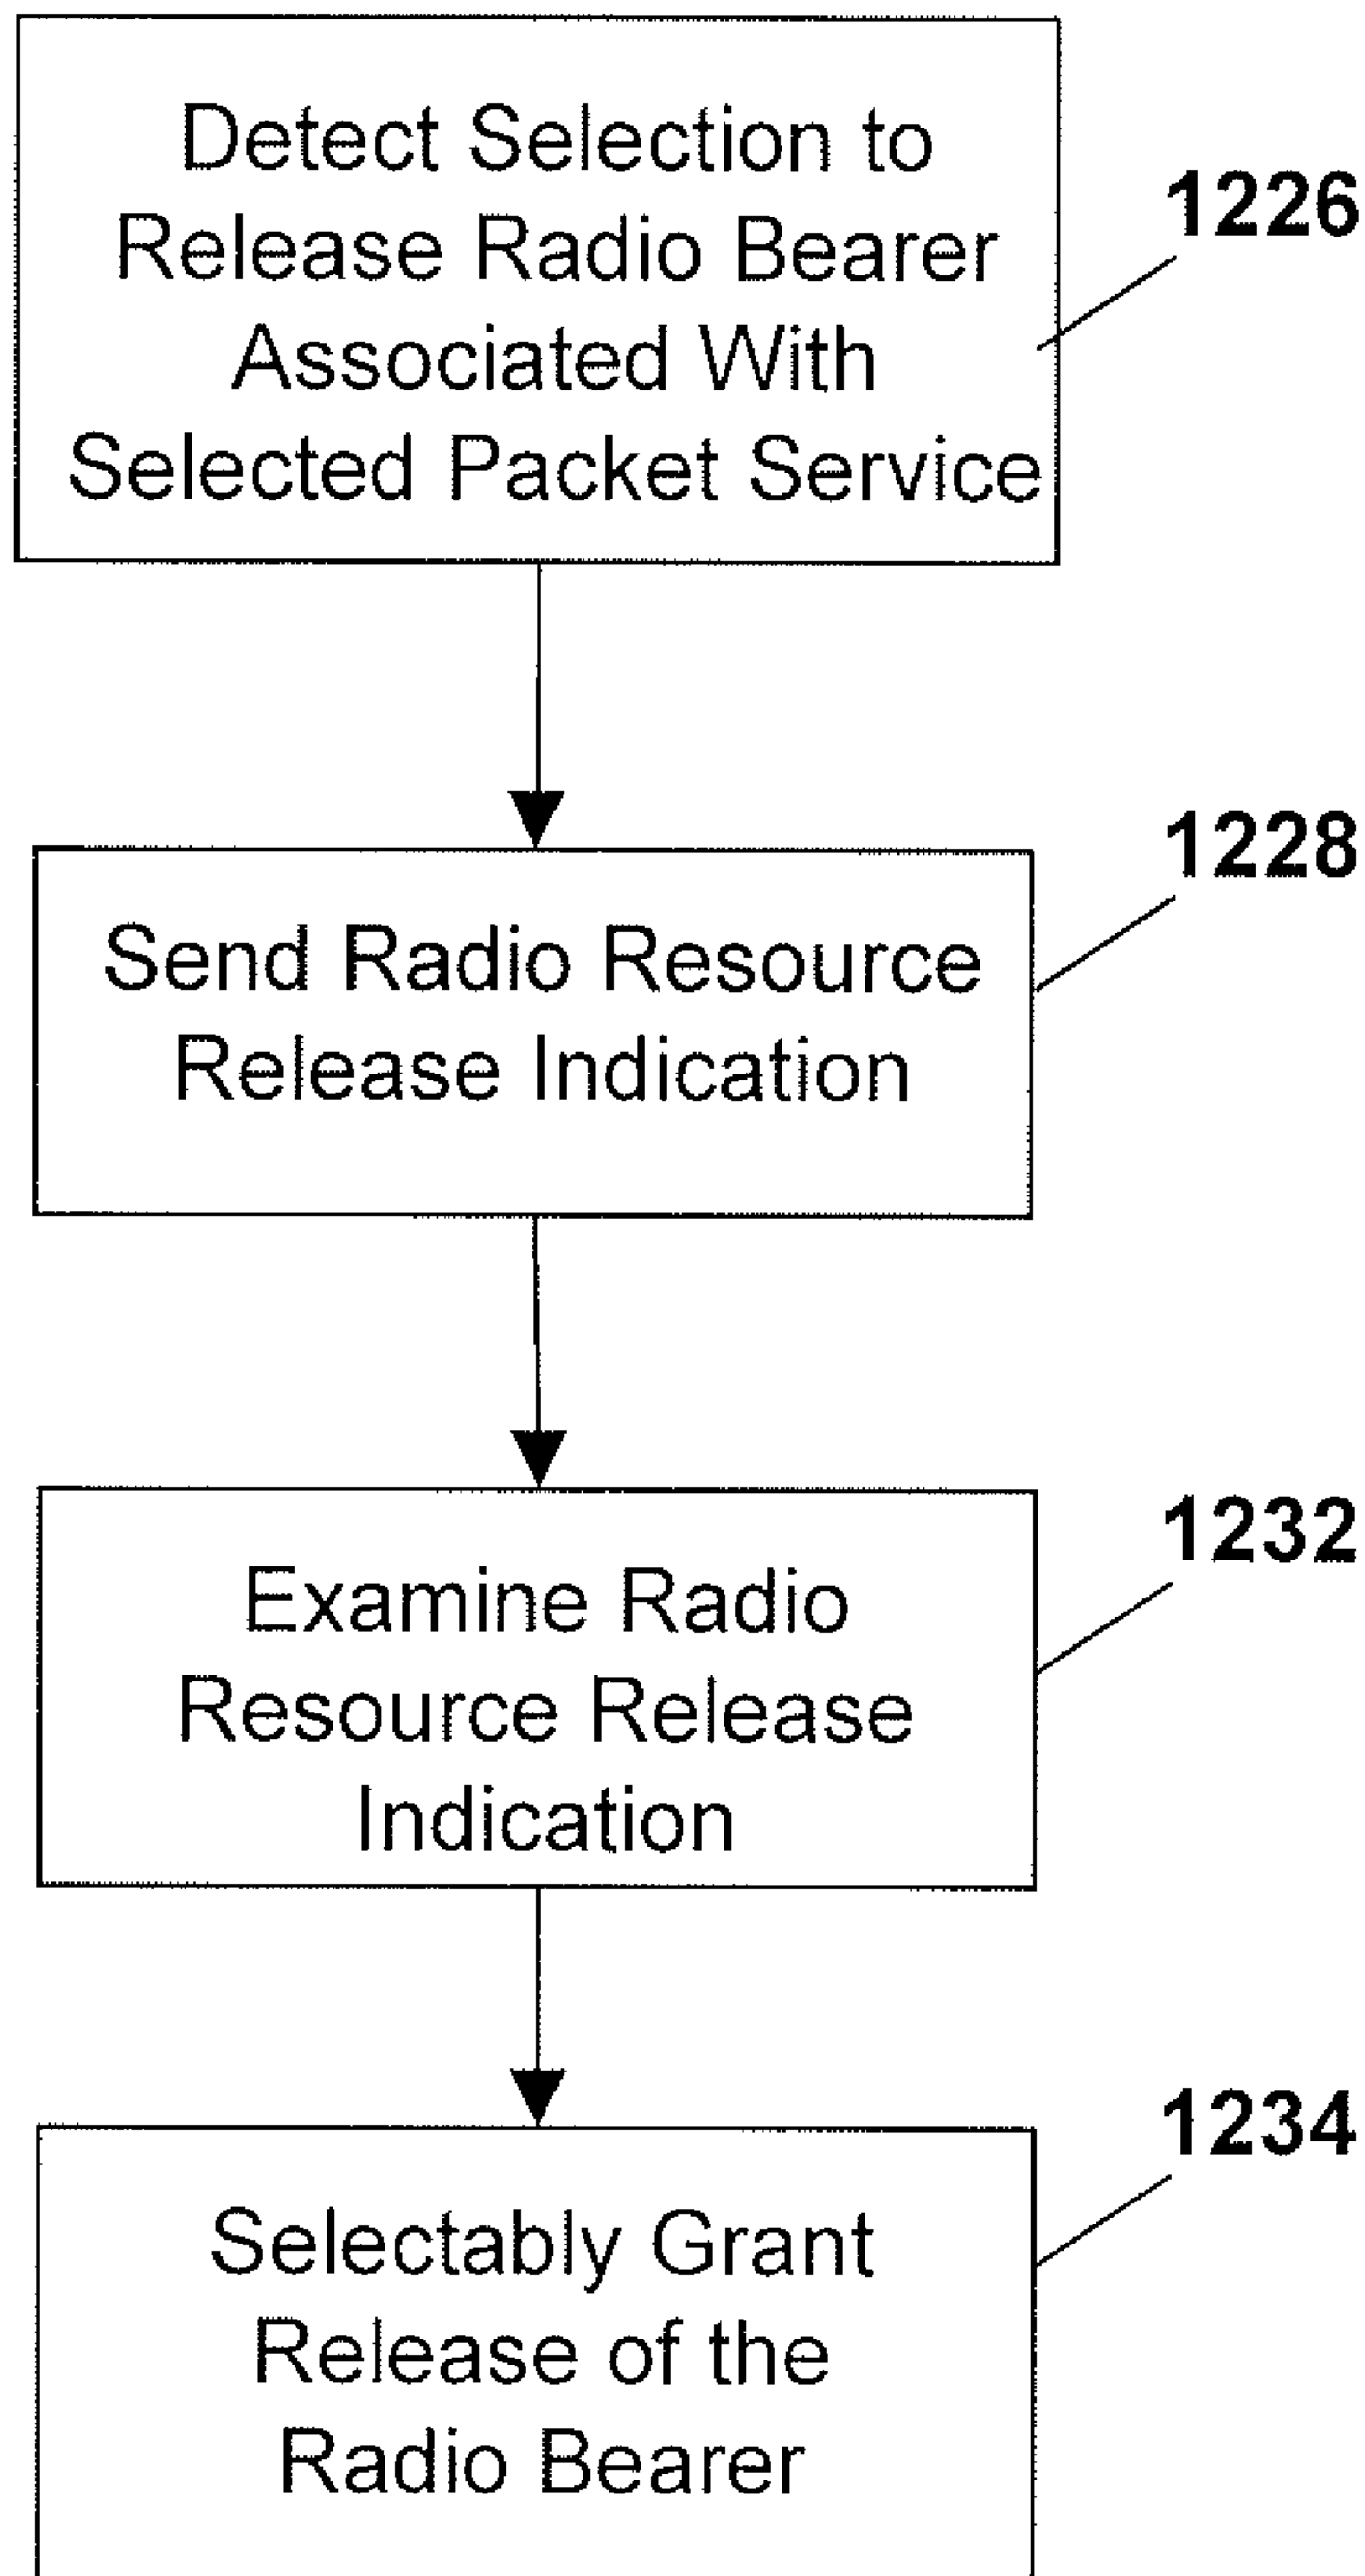 Detect Selection to
Release Radio Bearer
Associated With
Selected Packet Service
1226
Send Radio Resource
Release Indication
1228
Examine Radio
Resource Release
Indication
1232
Selectably Grant
Release of the
Radio Bearer
1234